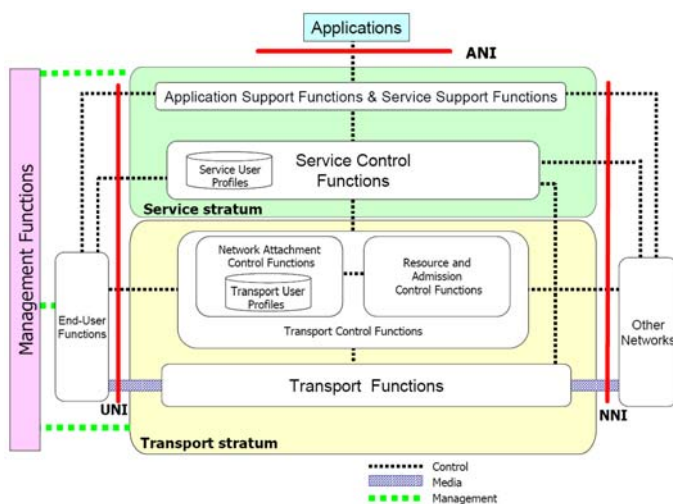 Applications
ANI
Application Support Functions & Service Support Functions
Service User
Profiles
Service Control
Functions
Service stratum
Management Functions
Network Attachment
Control Functions
Transport User
Profiles
Resource and
Admission
Control Functions
Transport Control Functions
End-User
Functions
Other
Networks
Transport Functions
UNI
NNI
Transport stratum
Control
Media
Management